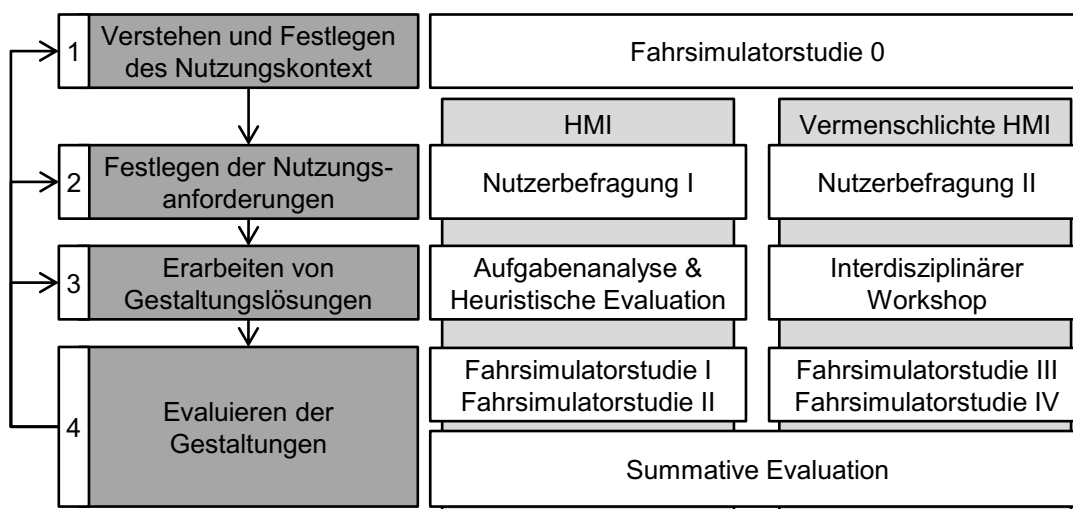 1
Verstehen und Festlegen
des Nutzungskontext
Fahrsimulatorstudie 0
HMI
Vermenschlichte HMI
2
Festlegen der Nutzungs-
anforderungen
Nutzerbefragung I
Nutzerbefragung II
3
Erarbeiten von
Gestaltungslösungen
Aufgabenanalyse &
Heuristische Evaluation
Interdisziplinärer
Workshop
4
Evaluieren der
Gestaltungen
Fahrsimulatorstudie I
Fahrsimulatorstudie II
Fahrsimulatorstudie III
Fahrsimulatorstudie IV
Summative Evaluation